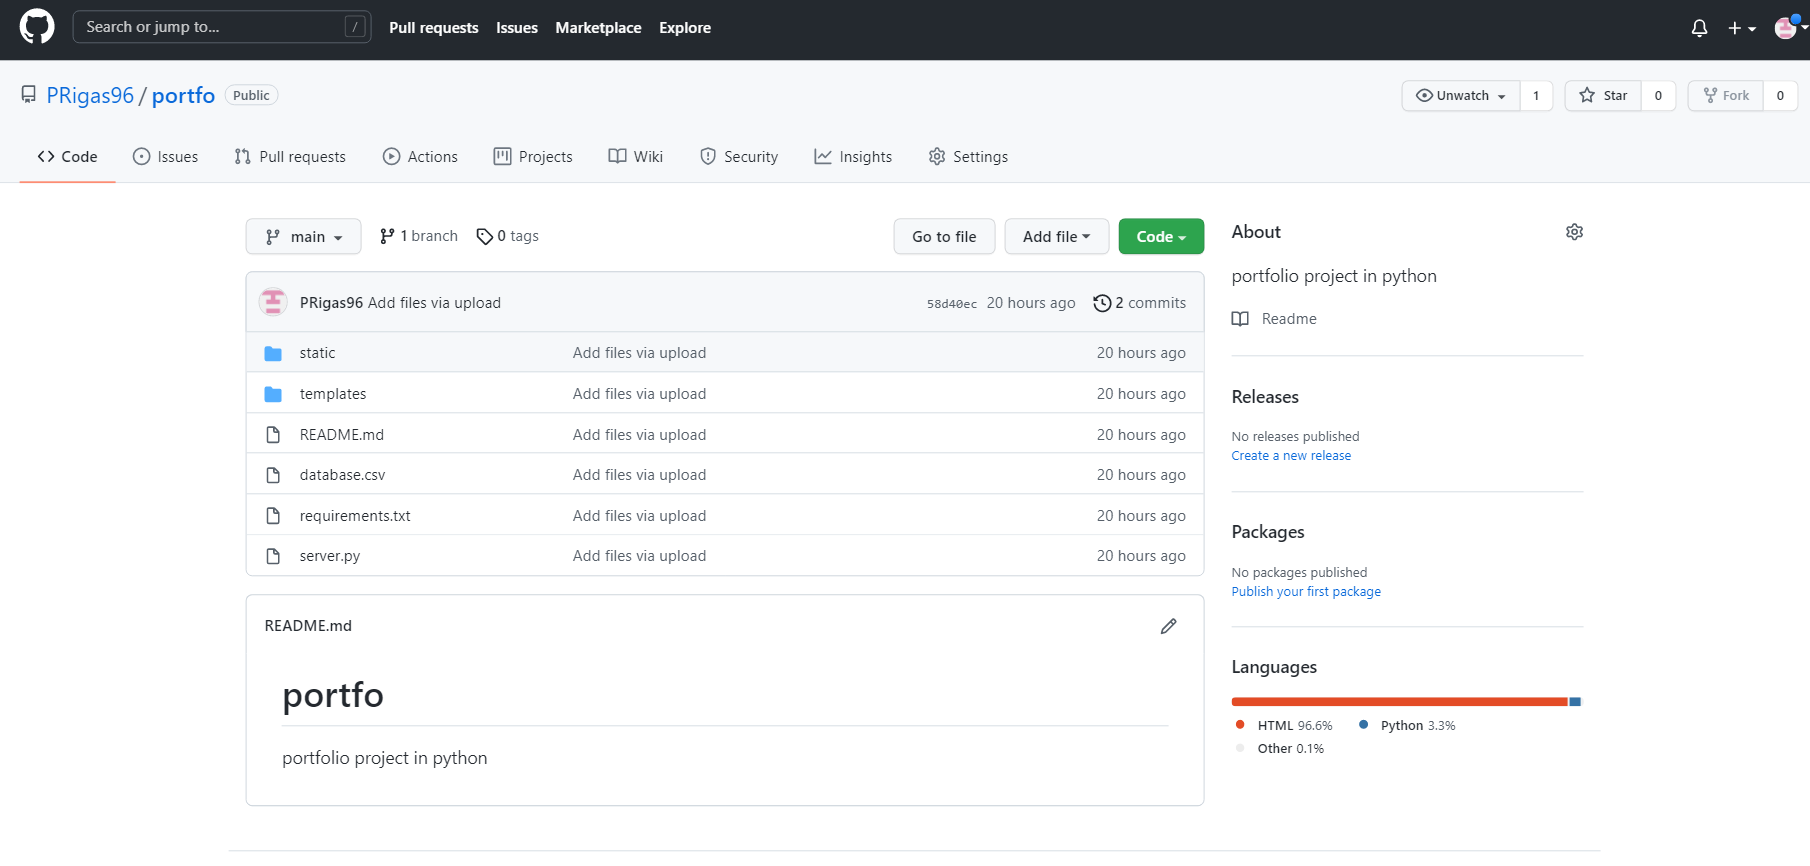 Search or jump to... /
Pull requests Issues Marketplace Explore
PRigas96 / portfo Public
Unwatch 1 Star 0 Fork 0
Code Issues Pull requests Actions Projects Wiki Security Insights Settings
main 1 branch 0 tags Go to file Add file Code
PRigas96 Add files via upload 58d40ec 20 hours ago 2 commits
static Add files via upload 20 hours ago
templates Add files via upload 20 hours ago
README.md Add files via upload 20 hours ago
database.csv Add files via upload 20 hours ago
requirements.txt Add files via upload 20 hours ago
server.py Add files via upload 20 hours ago
README.md
portfo
portfolio project in python
About
portfolio project in python
Readme
Releases
No releases published
Create a new release
Packages
No packages published
Publish your first package
Languages
HTML 96.6% Python 3.3%
Other 0.1%